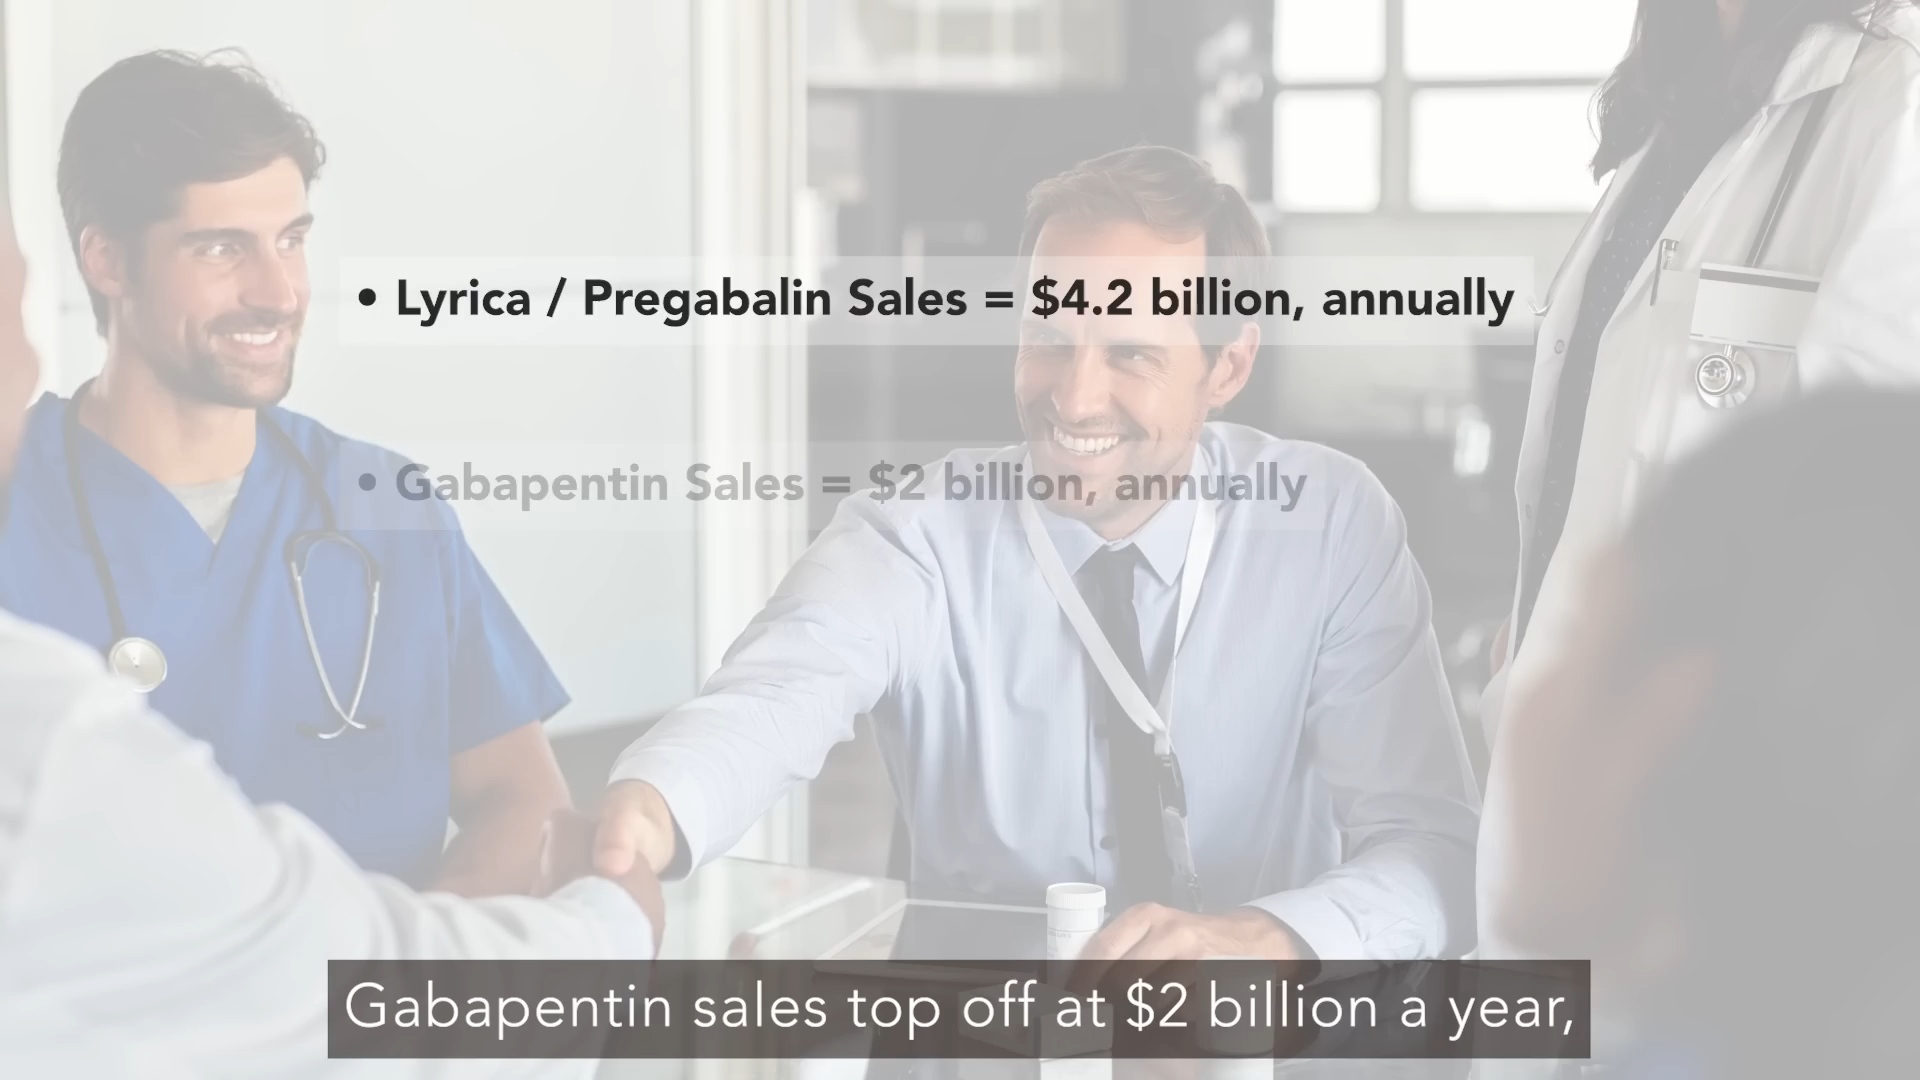 • Lyrica / Pregabalin Sales = $4.2 billion, annually
• Gabapentin Sales = $2 billion, annually
Gabapentin sales top off at $2 billion a year,